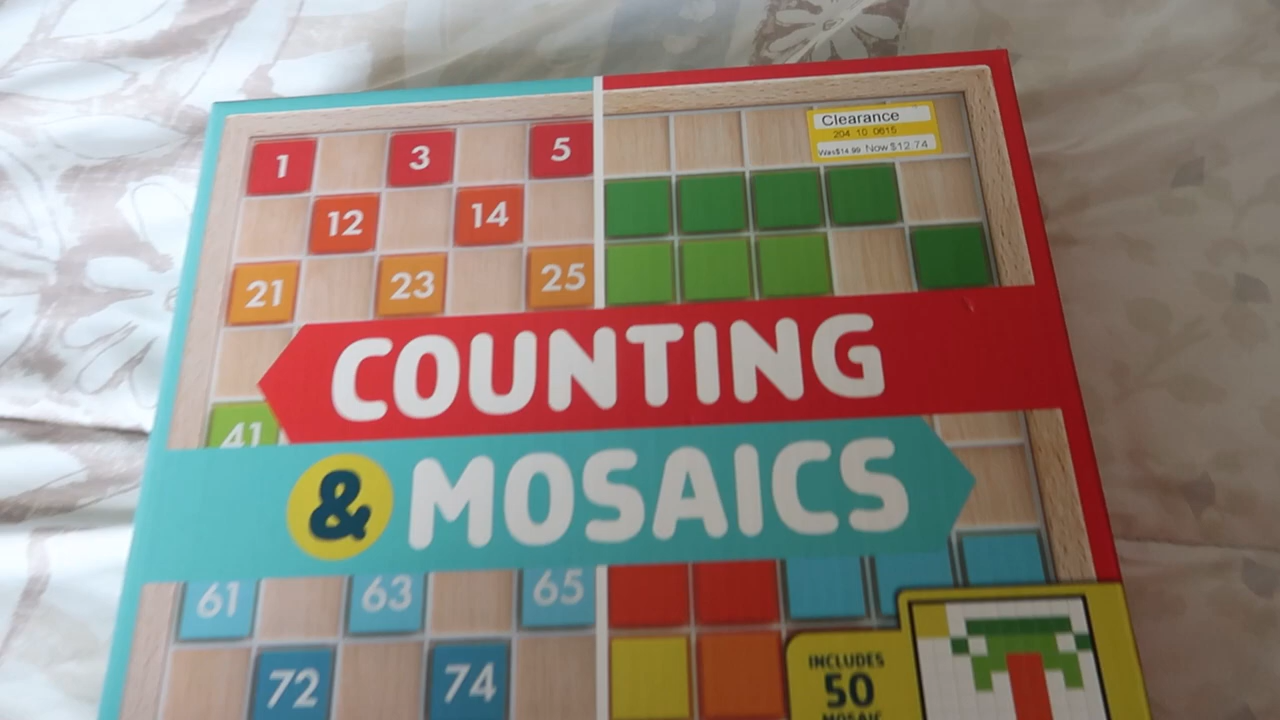 Clearance
204 10 0615
Was$14.99 Now $12.74
1 3 5
12 14
21 23 25
COUNTING
41
& MOSAICS
61 63 65
72 74
INCLUDES
50
MOSAIC